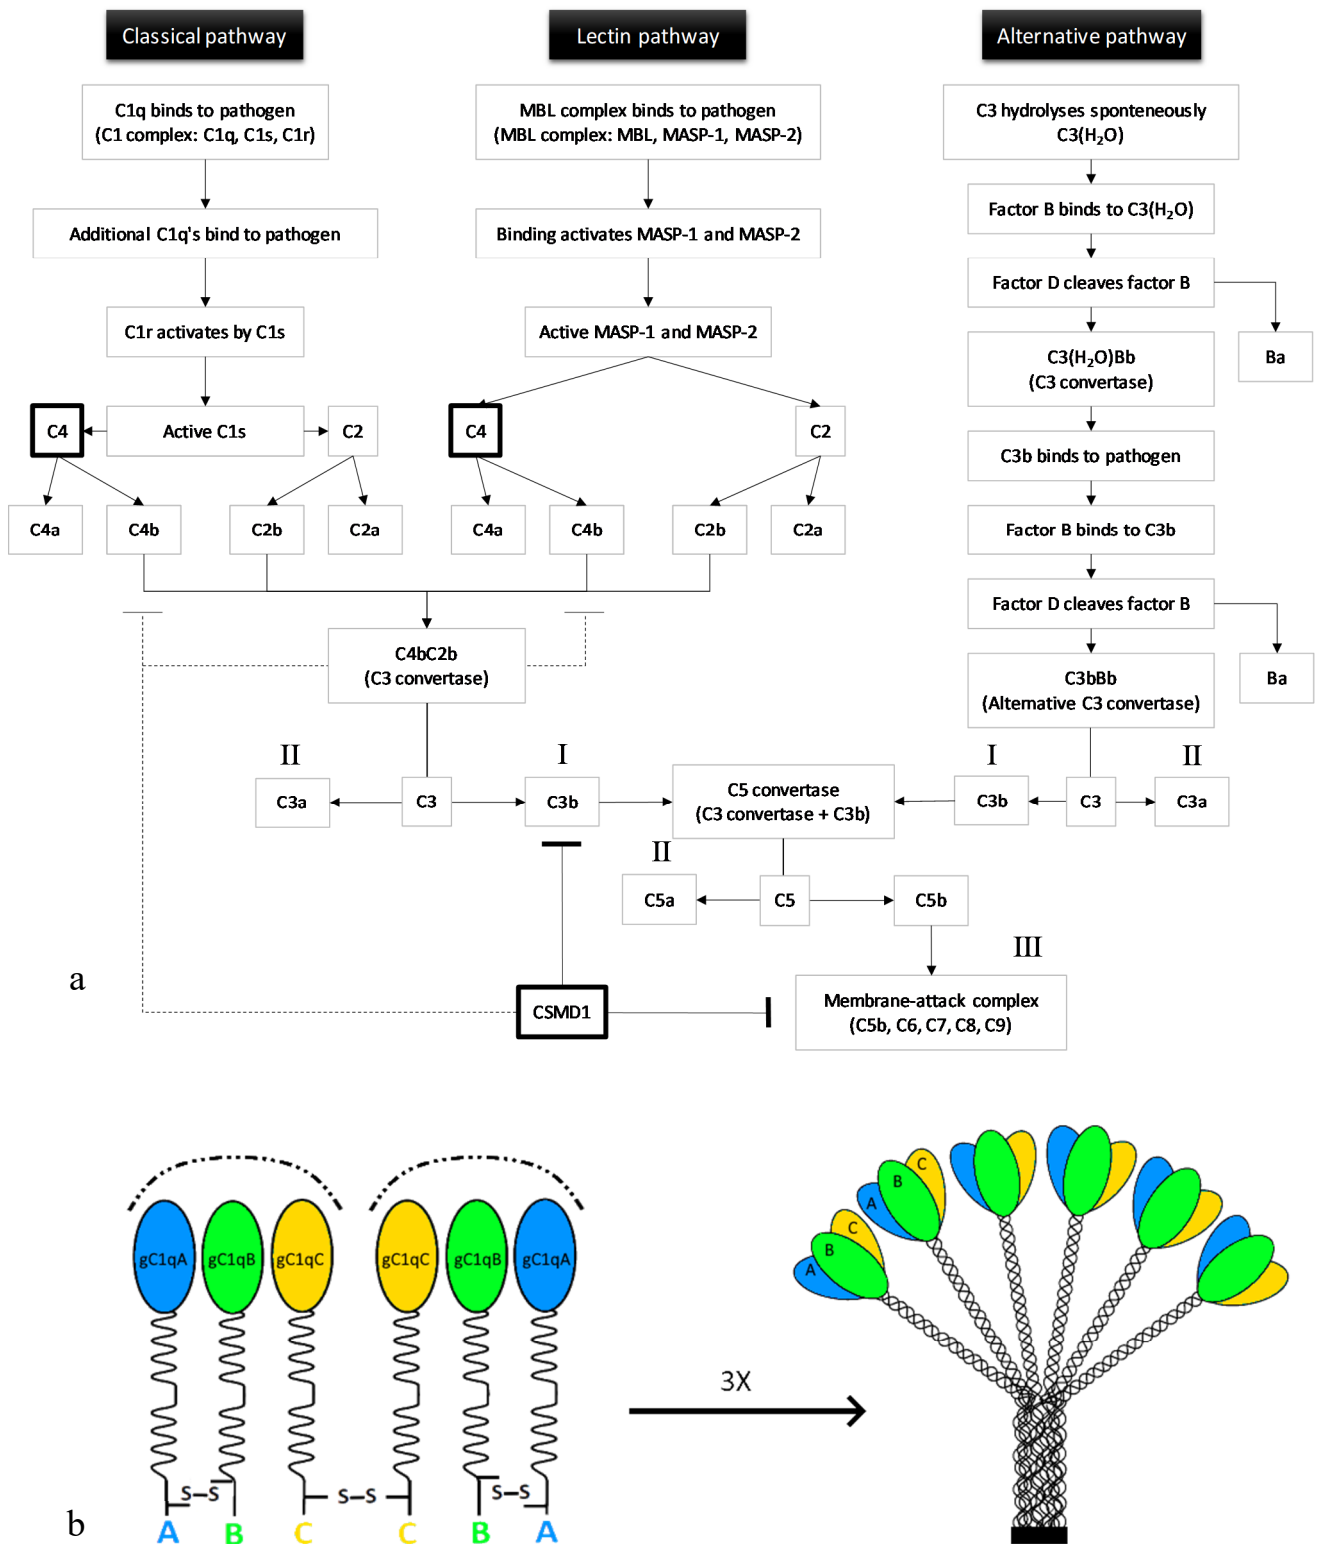 Classical pathway
Lectin pathway
Alternative pathway
C1q binds to pathogen
(C1 complex: C1q, C1s, C1r)
MBL complex binds to pathogen
(MBL complex: MBL, MASP-1, MASP-2)
C3 hydrolyses sponteneously
C3(H₂O)
Additional C1q's bind to pathogen
Binding activates MASP-1 and MASP-2
Factor B binds to C3(H₂O)
Factor D cleaves factor B
C1r activates by C1s
Active MASP-1 and MASP-2
C3(H₂O)Bb
(C3 convertase)
Ba
C4
Active C1s
C2
C4
C2
C3b binds to pathogen
C4a
C4b
C2b
C2a
C4a
C4b
C2b
C2a
Factor B binds to C3b
Factor D cleaves factor B
C4bC2b
(C3 convertase)
C3bBb
(Alternative C3 convertase)
Ba
II
I
I
II
C3a
C3
C3b
C5 convertase
(C3 convertase + C3b)
C3b
C3
C3a
II
C5a
C5
C5b
III
a
CSMD1
Membrane-attack complex
(C5b, C6, C7, C8, C9)
gC1qA
gC1qB
gC1qC
gC1qC
gC1qB
gC1qA
C
B
A
C
B
A
3X
S–S
S–S
S–S
b
A
B
C
C
B
A